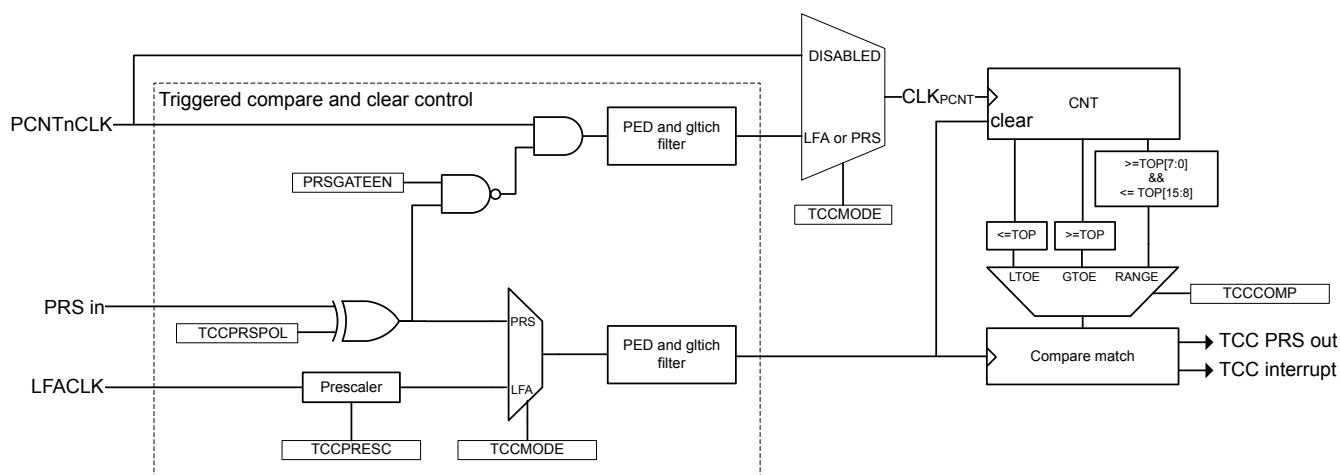 DISABLED
Triggered compare and clear control
PCNTnCLK
CLKPCNT
CNT
clear
PED and gltich
filter
LFA or PRS
>=TOP[7:0]
&&
<= TOP[15:8]
PRSGATEEN
TCCMODE
<=TOP
>=TOP
LTOE
GTOE
RANGE
TCCCOMP
PRS in
TCCPRSPOL
PRS
PED and gltich
filter
Compare match
TCC PRS out
TCC interrupt
LFACLK
Prescaler
LFA
TCCPRESC
TCCMODE